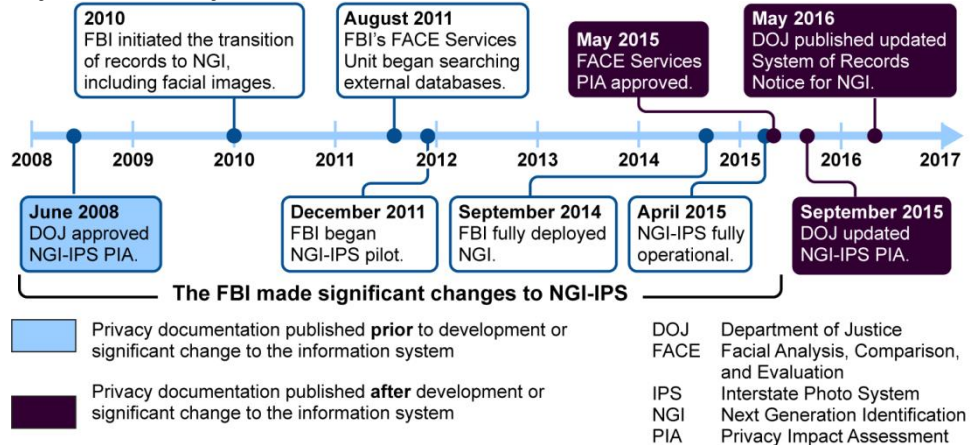 2010
FBI initiated the transition
of records to NGI,
including facial images.
August 2011
FBI's FACE Services
Unit began searching
external databases.
May 2015
FACE Services
PIA approved.
May 2016
DOJ published updated
System of Records
Notice for NGI.
2008 2009 2010 2011 2012 2013 2014 2015 2016 2017
June 2008
DOJ approved
NGI-IPS PIA.
December 2011
FBI began
NGI-IPS pilot.
September 2014
FBI fully deployed
NGI.
April 2015
NGI-IPS fully
operational.
September 2015
DOJ updated
NGI-IPS PIA.
The FBI made significant changes to NGI-IPS
Privacy documentation published prior to development or
significant change to the information system
Privacy documentation published after development or
significant change to the information system
DOJ Department of Justice
FACE Facial Analysis, Comparison,
and Evaluation
IPS Interstate Photo System
NGI Next Generation Identification
PIA Privacy Impact Assessment